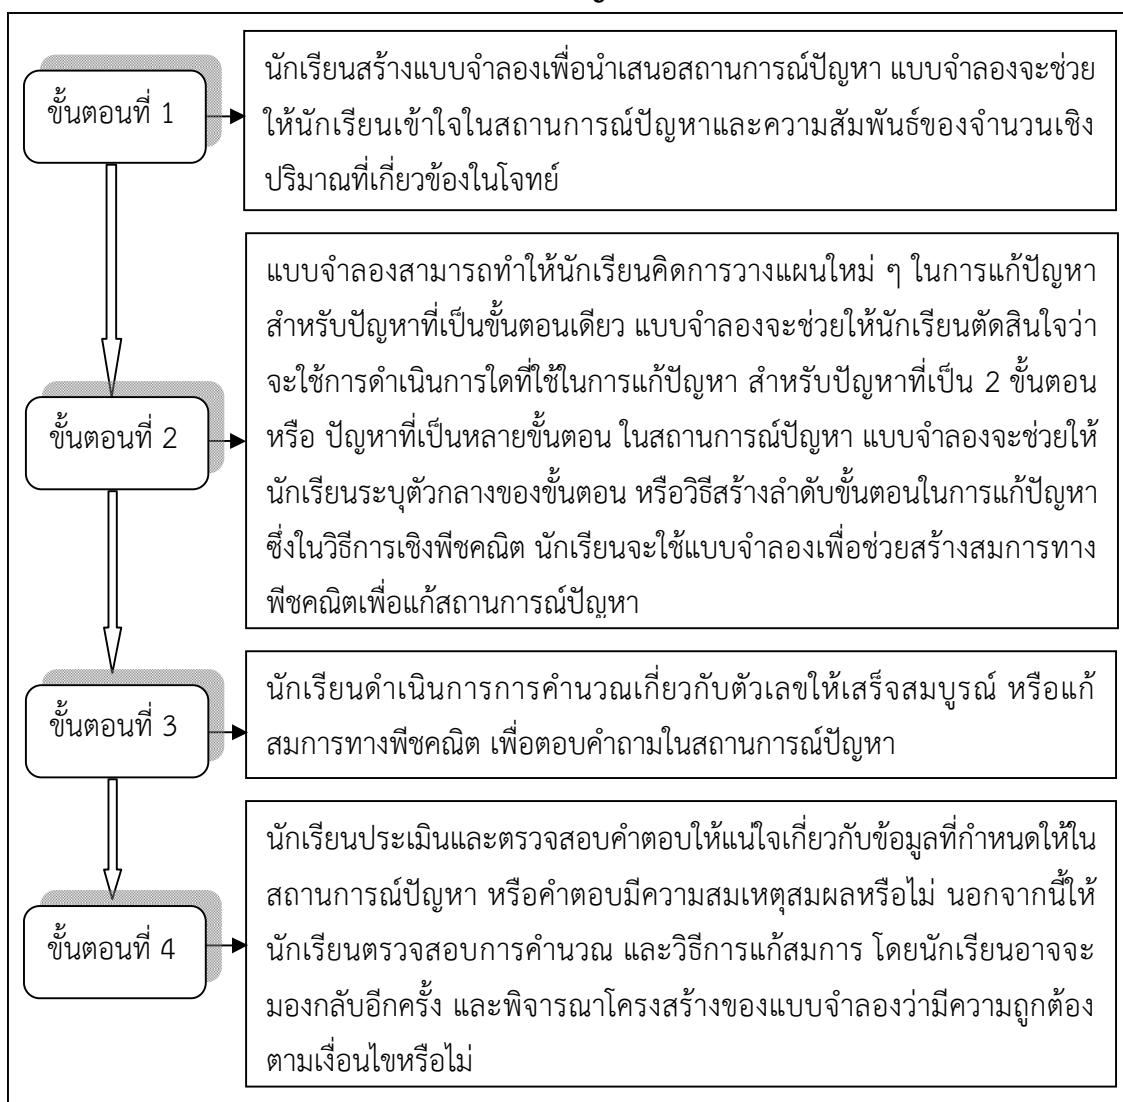 ขั้นตอนที่ 1
นักเรียนสร้างแบบจำลองเพื่อนำเสนอสถานการณ์ปัญหา แบบจำลองจะช่วย
ให้นักเรียนเข้าใจในสถานการณ์ปัญหาและความสัมพันธ์ของจำนวนเชิง
ปริมาณที่เกี่ยวข้องในโจทย์
ขั้นตอนที่ 2
แบบจำลองสามารถทำให้นักเรียนคิดการวางแผนใหม่ ๆ ในการแก้ปัญหา
สำหรับปัญหาที่เป็นขั้นตอนเดียว แบบจำลองจะช่วยให้นักเรียนตัดสินใจว่า
จะใช้การดำเนินการใดที่ใช้ในการแก้ปัญหา สำหรับปัญหาที่เป็น 2 ขั้นตอน
หรือ ปัญหาที่เป็นหลายขั้นตอน ในสถานการณ์ปัญหา แบบจำลองจะช่วยให้
นักเรียนระบุตัวกลางของขั้นตอน หรือวิธีสร้างลำดับขั้นตอนในการแก้ปัญหา
ซึ่งในวิธีการเชิงพีชคณิต นักเรียนจะใช้แบบจำลองเพื่อช่วยสร้างสมการทาง
พีชคณิตเพื่อแก้สถานการณ์ปัญหา
ขั้นตอนที่ 3
นักเรียนดำเนินการการคำนวณเกี่ยวกับตัวเลขให้เสร็จสมบูรณ์ หรือแก้
สมการทางพีชคณิต เพื่อตอบคำถามในสถานการณ์ปัญหา
ขั้นตอนที่ 4
นักเรียนประเมินและตรวจสอบคำตอบให้แน่ใจเกี่ยวกับข้อมูลที่กำหนดให้ใน
สถานการณ์ปัญหา หรือคำตอบมีความสมเหตุสมผลหรือไม่ นอกจากนี้ให้
นักเรียนตรวจสอบการคำนวณ และวิธีการแก้สมการ โดยนักเรียนอาจจะ
มองกลับอีกครั้ง และพิจารณาโครงสร้างของแบบจำลองว่ามีความถูกต้อง
ตามเงื่อนไขหรือไม่